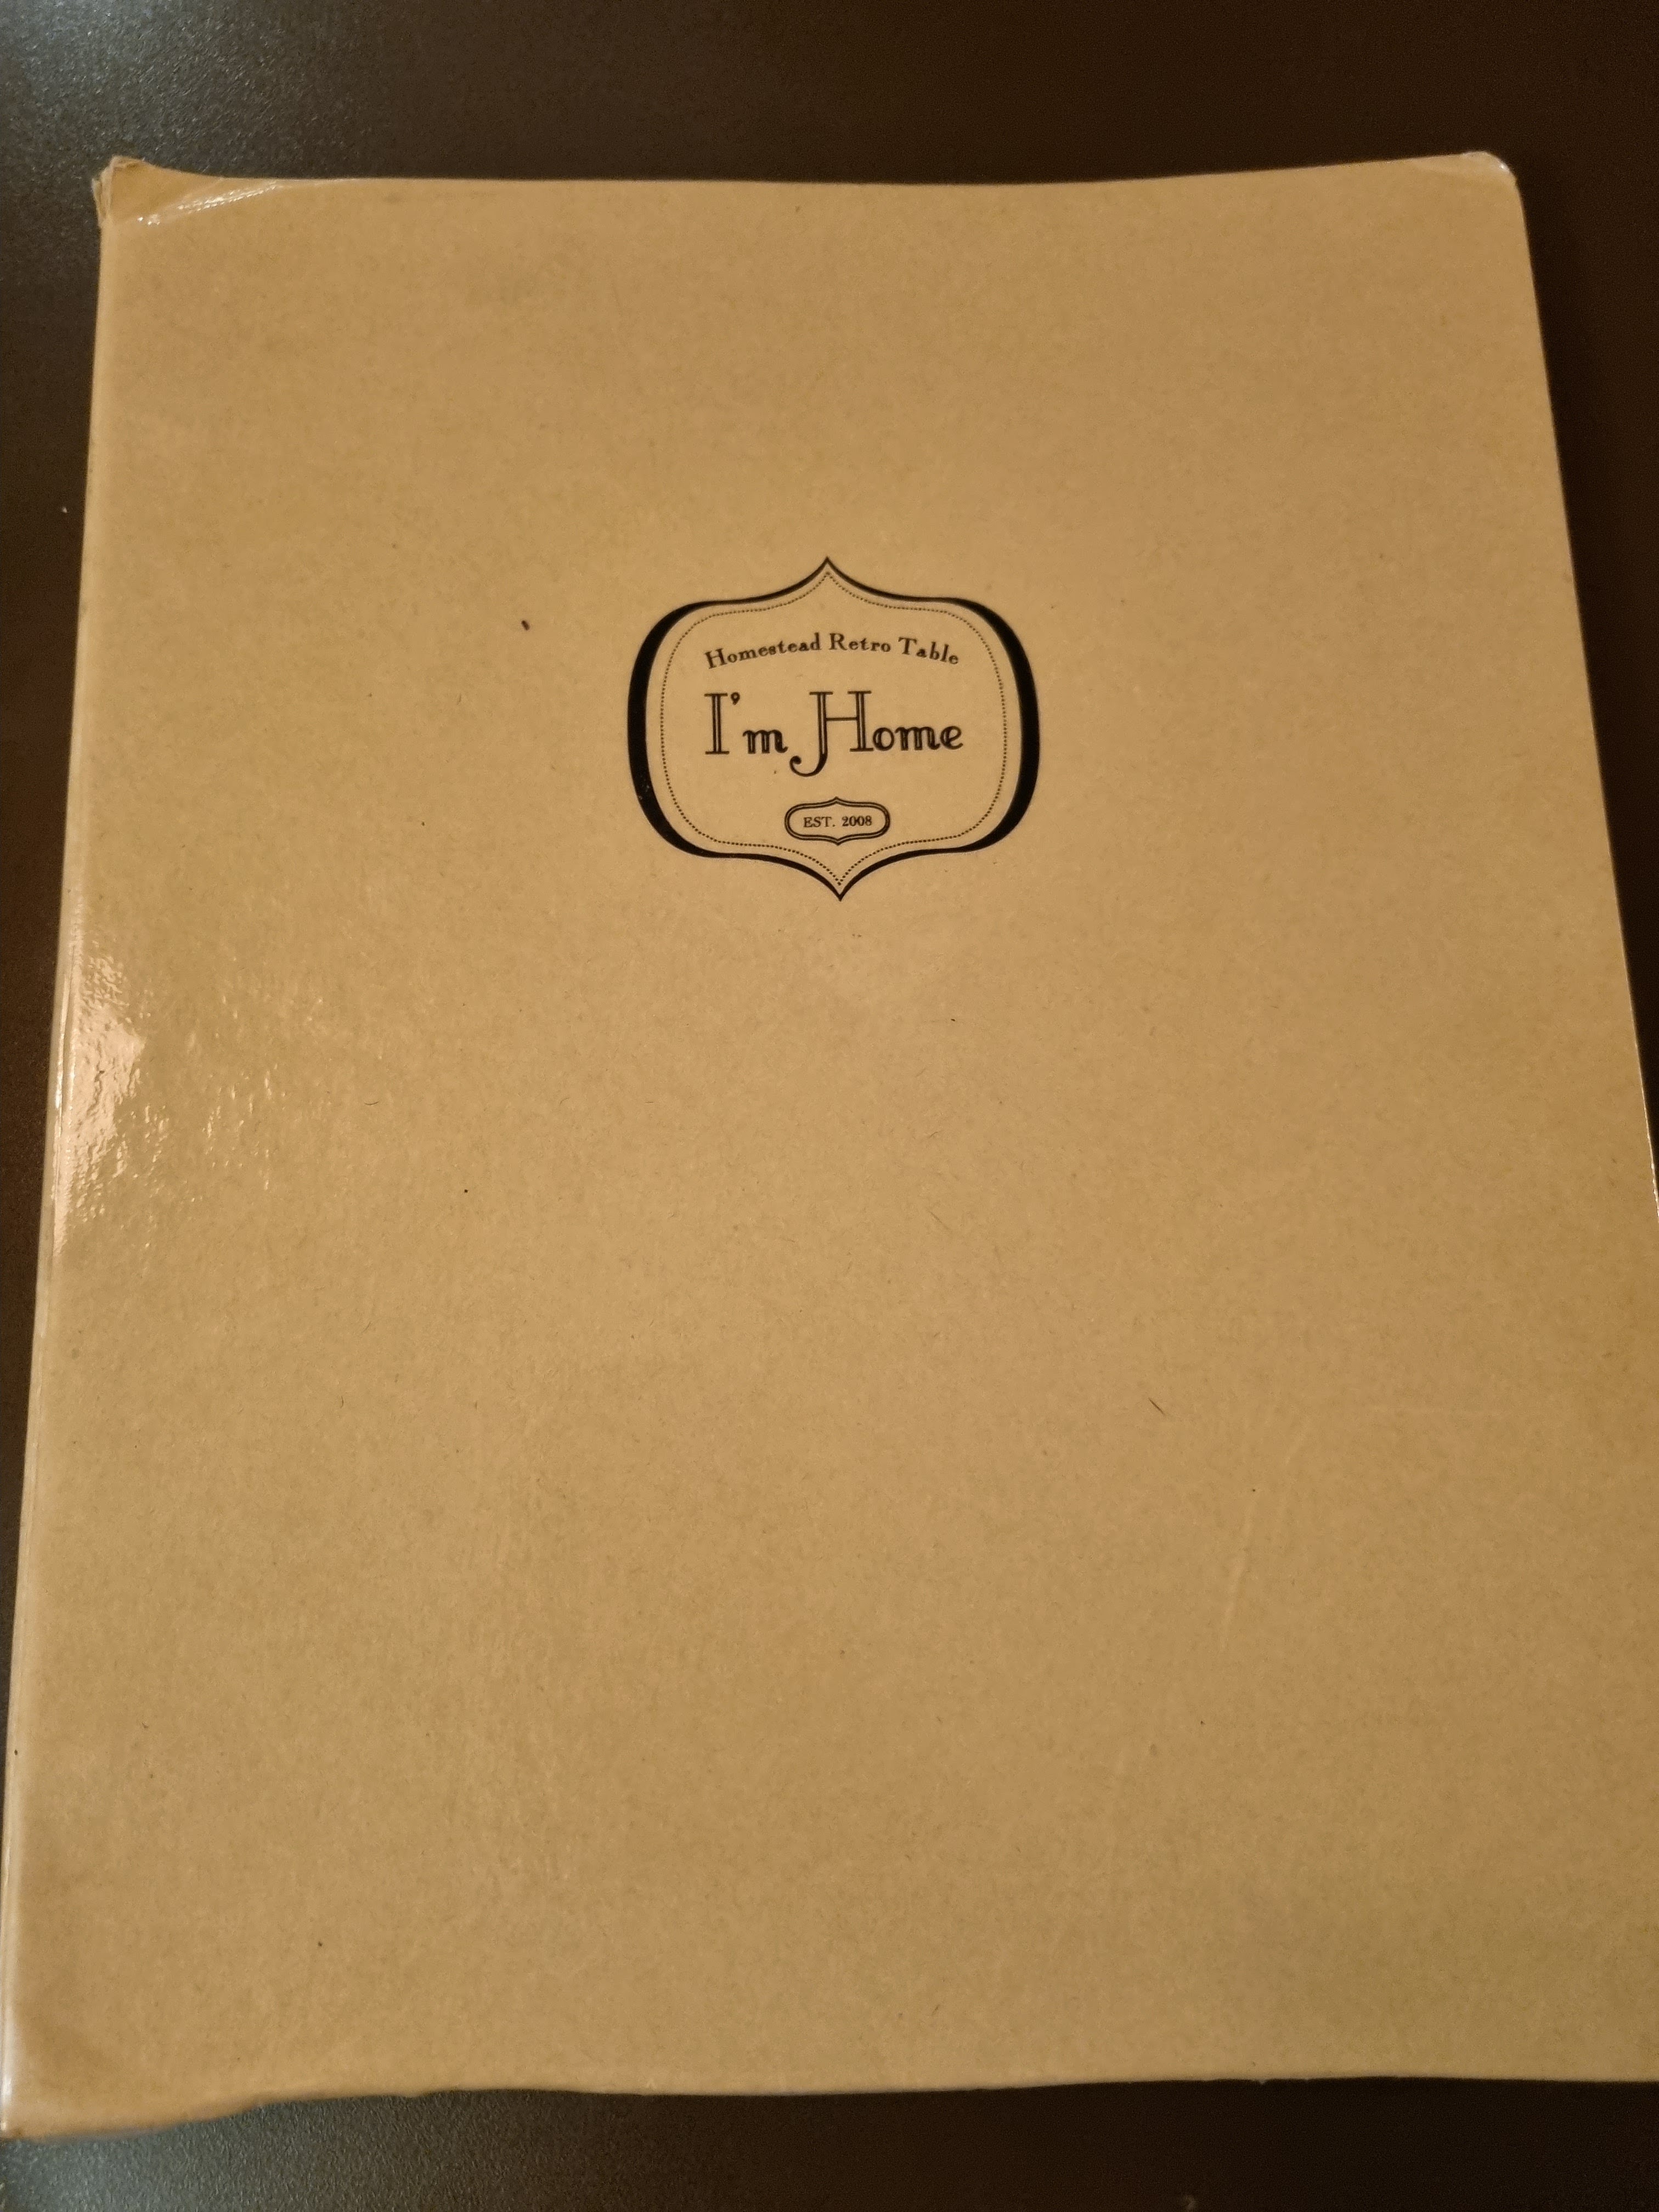 Homestead Retro Table
I'm Home
EST. 2008